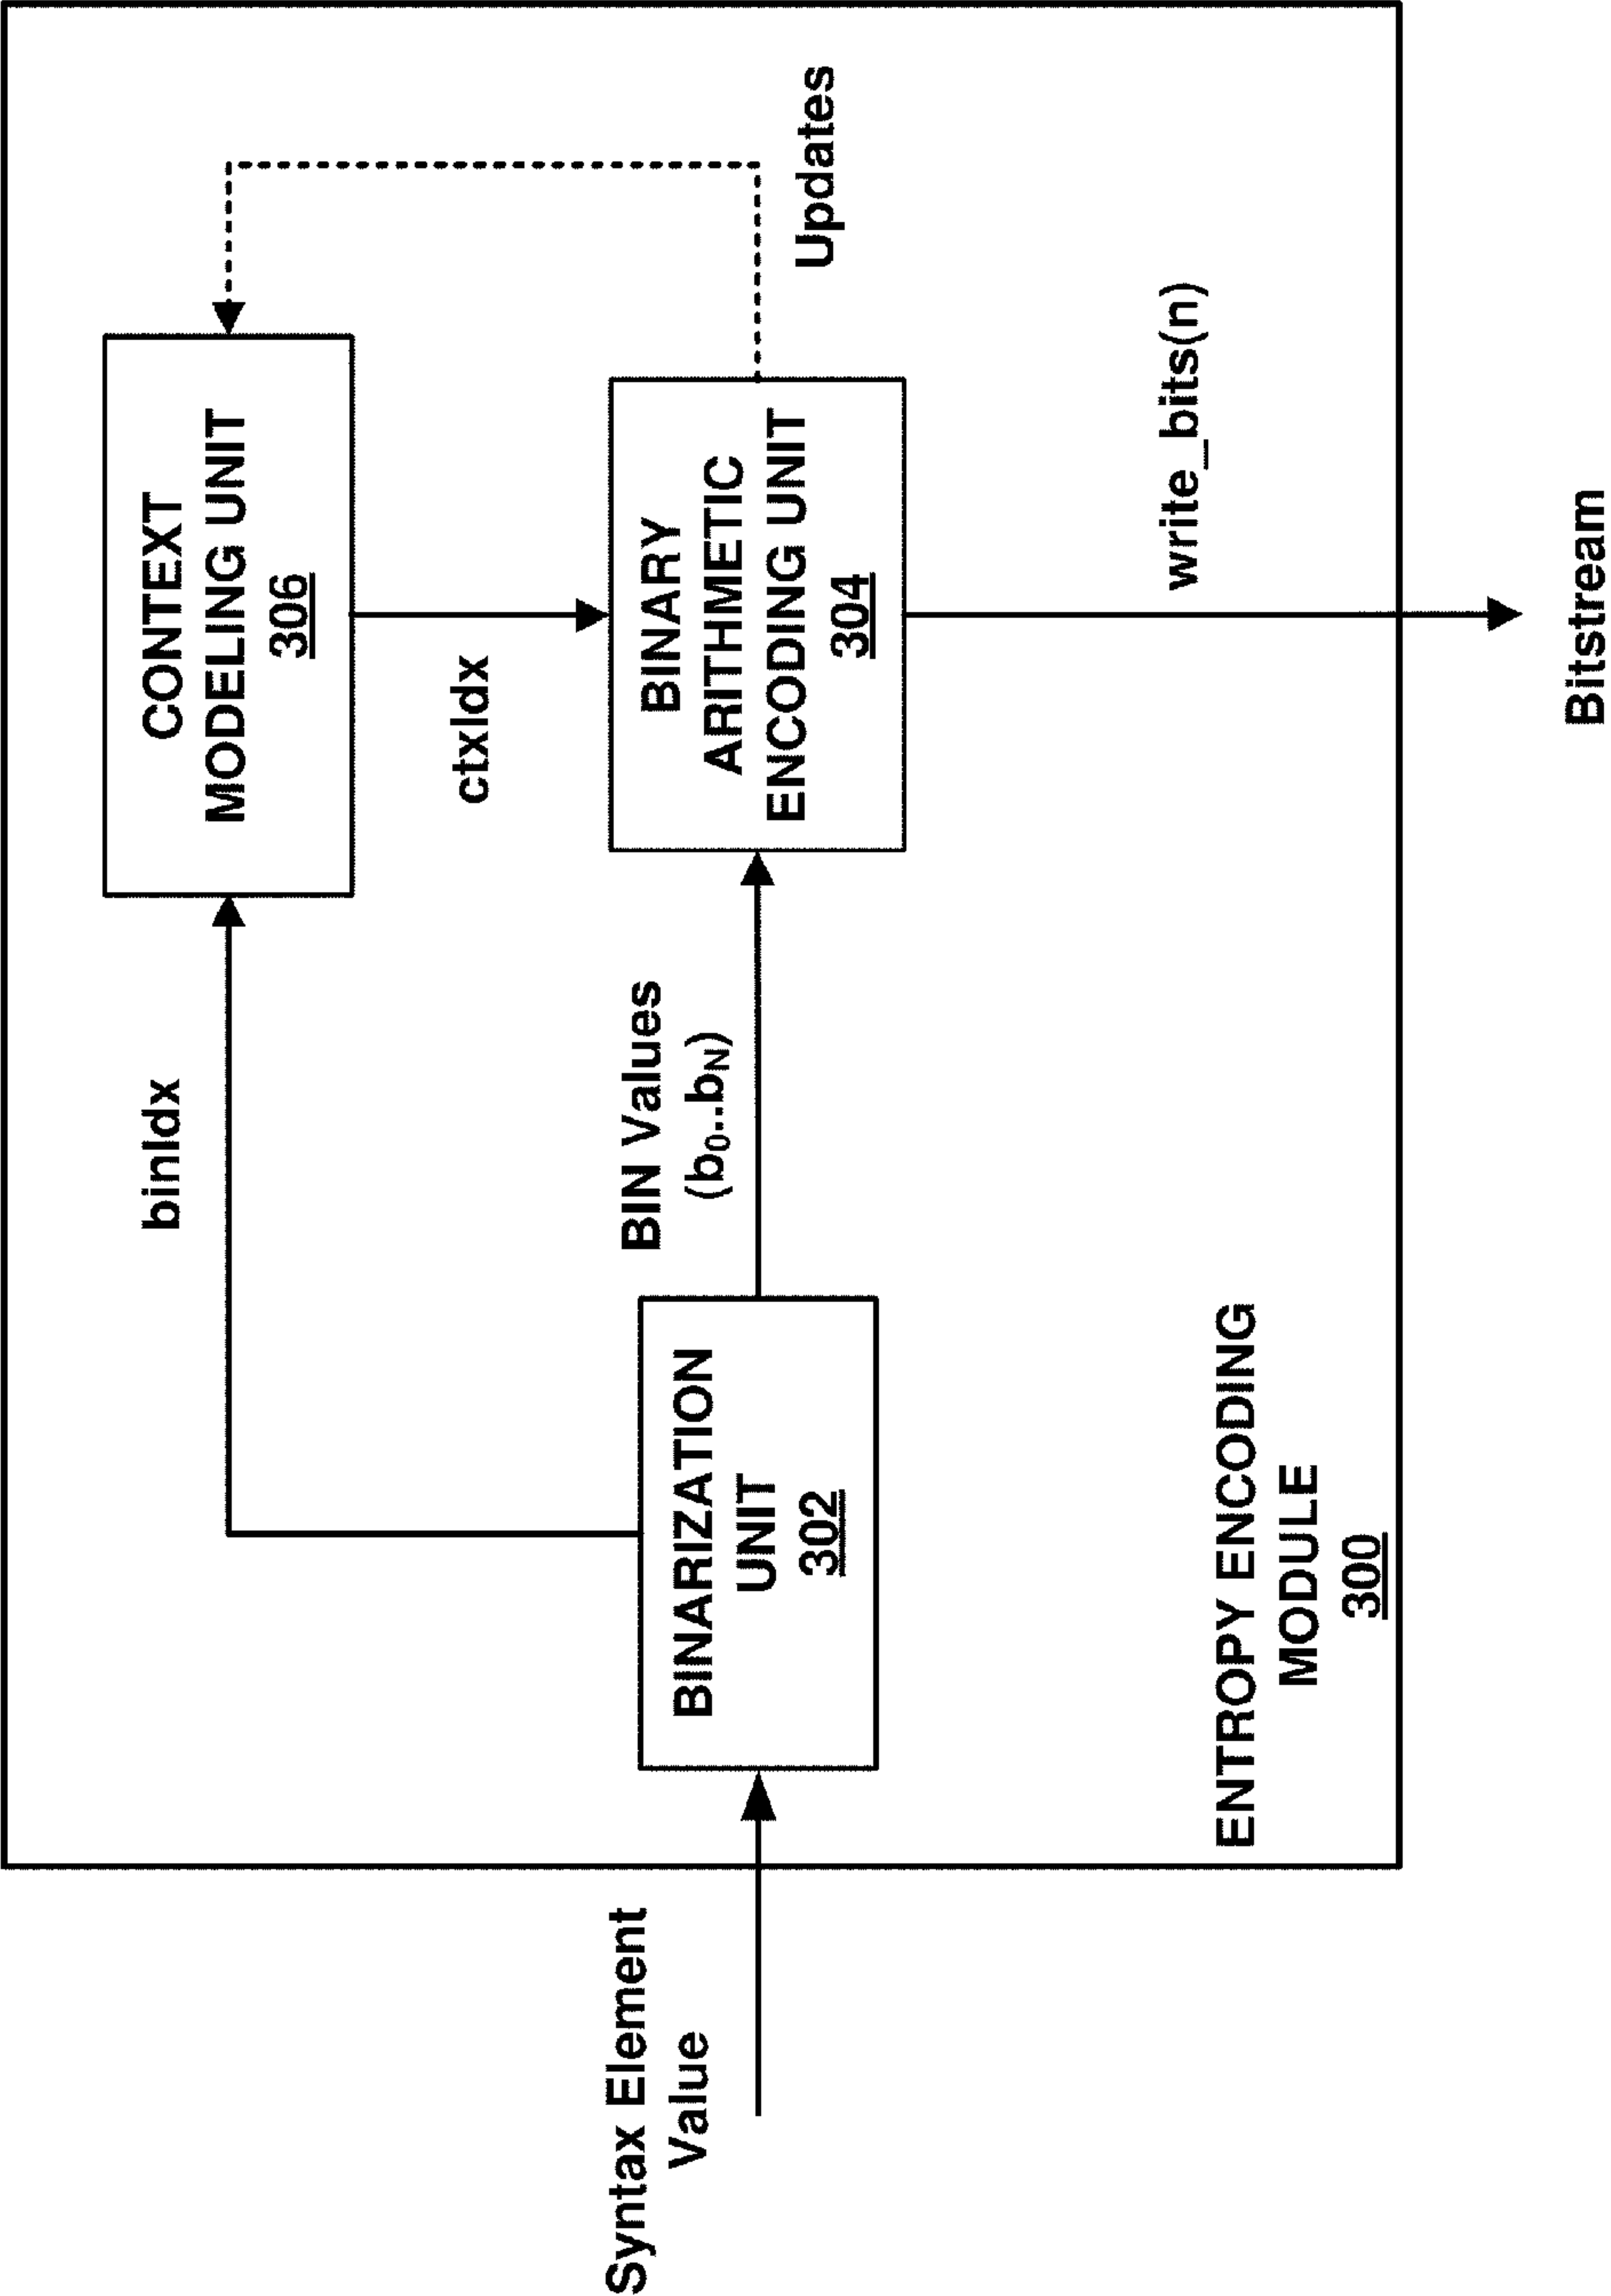 binIdx
CONTEXT
MODELING UNIT
306
ctxIdx
Updates
Syntax Element
Value
BINARIZATION
UNIT
302
BIN Values
(b₀..b_N)
BINARY
ARITHMETIC
ENCODING UNIT
304
write_bits(n)
ENTROPY ENCODING
MODULE
300
Bitstream